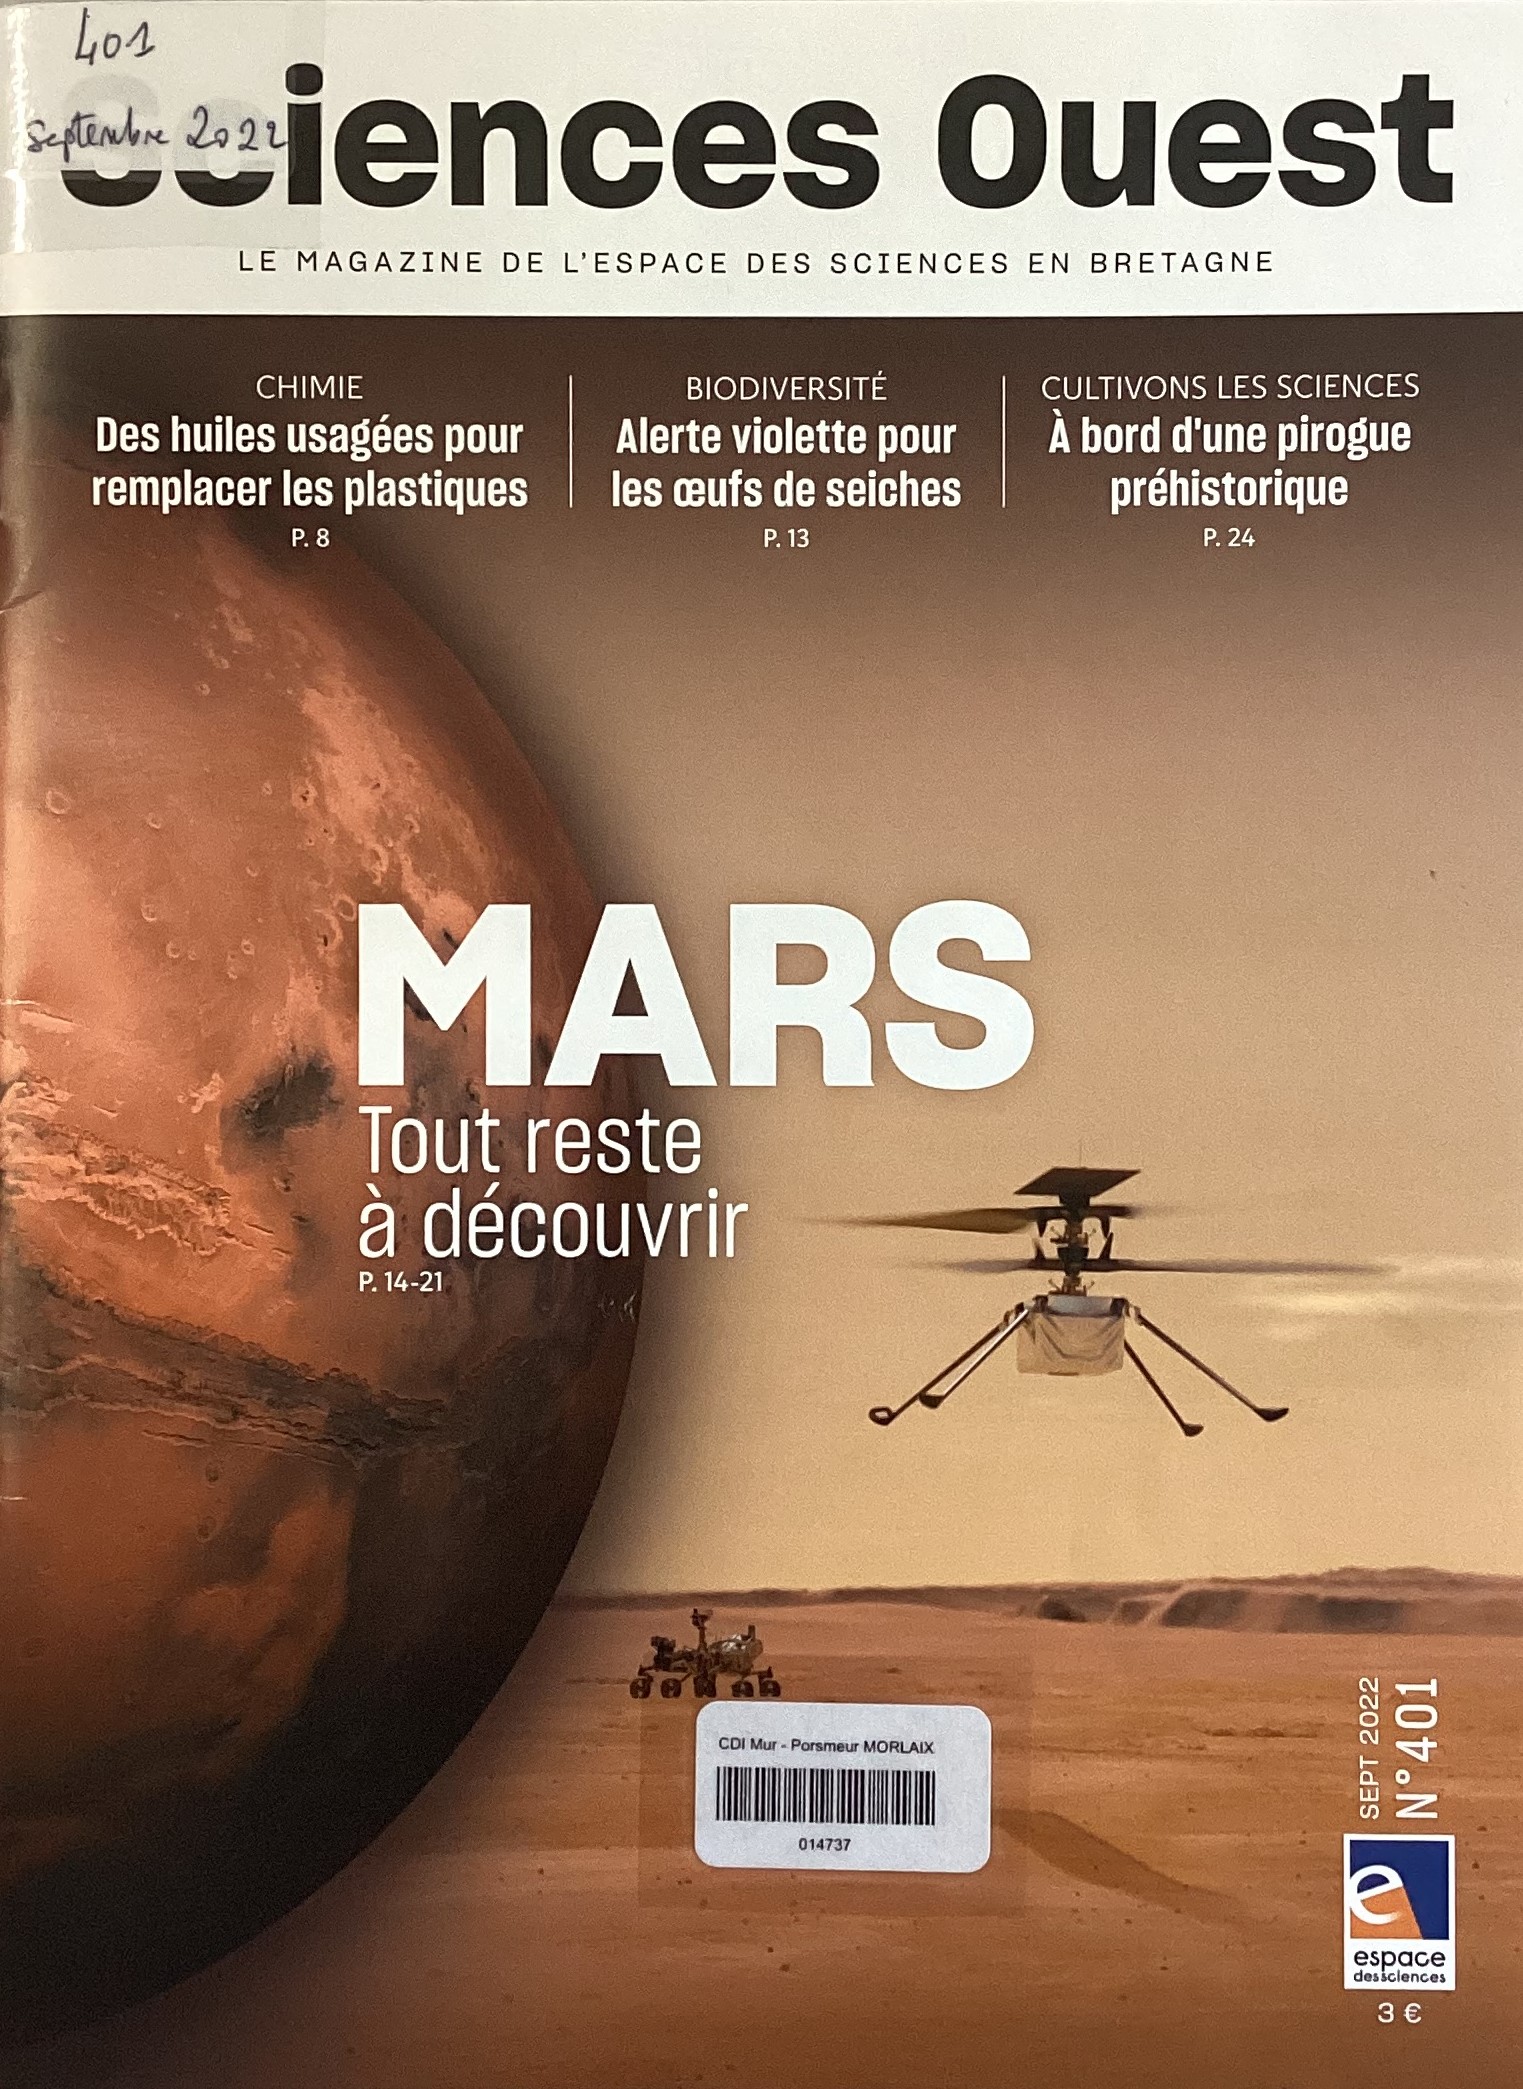 401
septembre 2022
Sciences Ouest
LE MAGAZINE DE L'ESPACE DES SCIENCES EN BRETAGNE
CHIMIE
Des huiles usagées pour
remplacer les plastiques
P. 8
BIODIVERSITÉ
Alerte violette pour
les œufs de seiches
P. 13
CULTIVONS LES SCIENCES
À bord d'une pirogue
préhistorique
P. 24
MARS
Tout reste
à découvrir
P. 14-21
CDI Mur - Porsmeur MORLAIX
014737
SEPT 2022
N°401
e
espace
des sciences
3 €